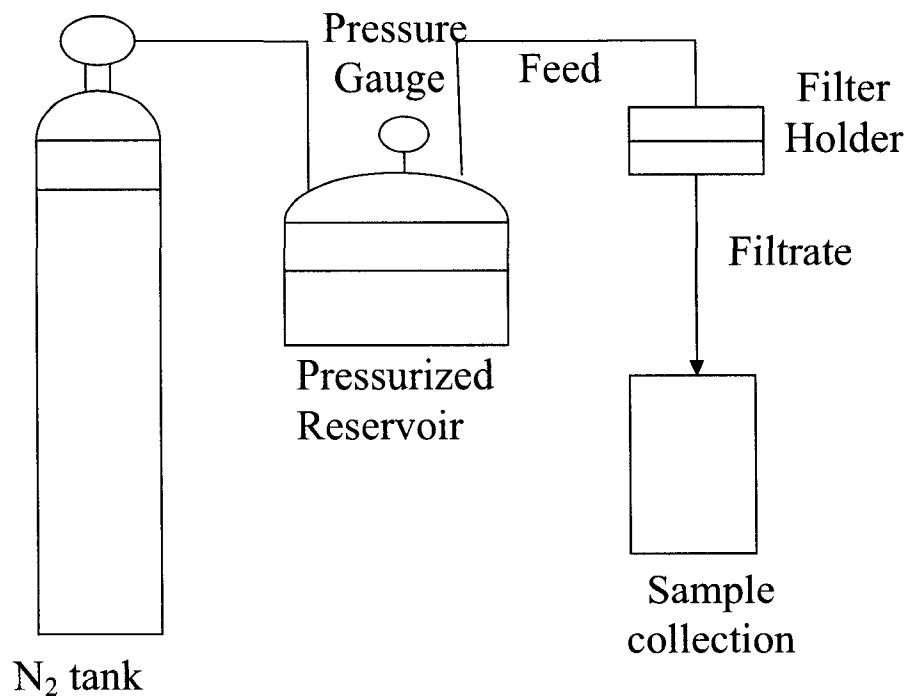 Pressure
Gauge
Feed
Filter
Holder
Filtrate
Pressurized
Reservoir
Sample
collection
N₂ tank